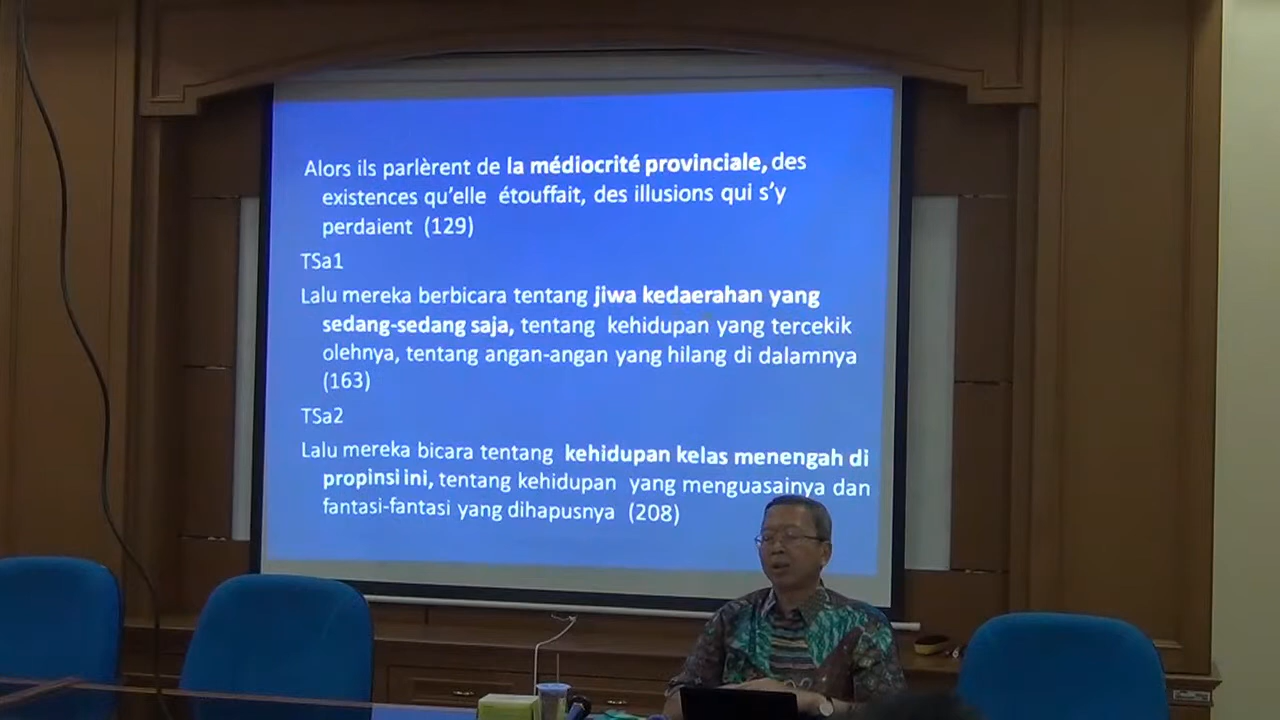 Alors ils parlèrent de la médiocrité provinciale, des
existences qu'elle étouffait, des illusions qui s'y
perdaient (129)
TSa1
Lalu mereka berbicara tentang jiwa kedaerahan yang
sedang-sedang saja, tentang kehidupan yang tercekik
olehnya, tentang angan-angan yang hilang di dalamnya
(163)
TSa2
Lalu mereka bicara tentang kehidupan kelas menengah di
propinsi ini, tentang kehidupan yang menguasainya dan
fantasi-fantasi yang dihapusnya (208)